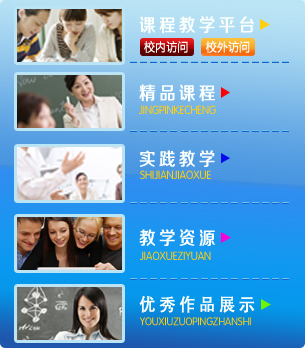 课程教学平台
校内访问 校外访问
精品课程
JINGPINKECHENG
实践教学
SHIJIANJIAOXUE
教学资源
JIAOXUEZIYUAN
优秀作品展示
YOUXIUZUOPINGZHANSHI